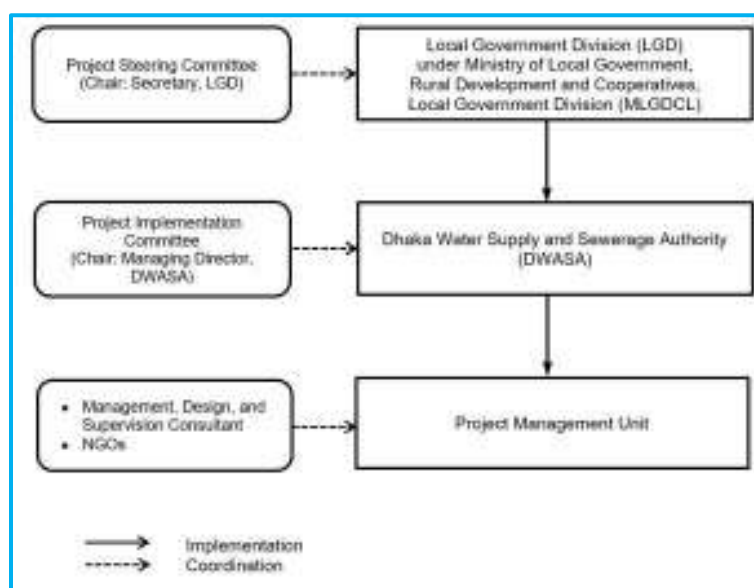 Project Steering Committee
(Chair: Secretary, LGD)
Local Government Division (LGD)
under Ministry of Local Government,
Rural Development and Cooperatives,
Local Government Division (MLGDCL)
Project Implementation
Committee
(Chair: Managing Director,
DWASA)
Dhaka Water Supply and Sewerage Authority
(DWASA)
• Management, Design, and
Supervision Consultant
• NGOs
Project Management Unit
Implementation
Coordination